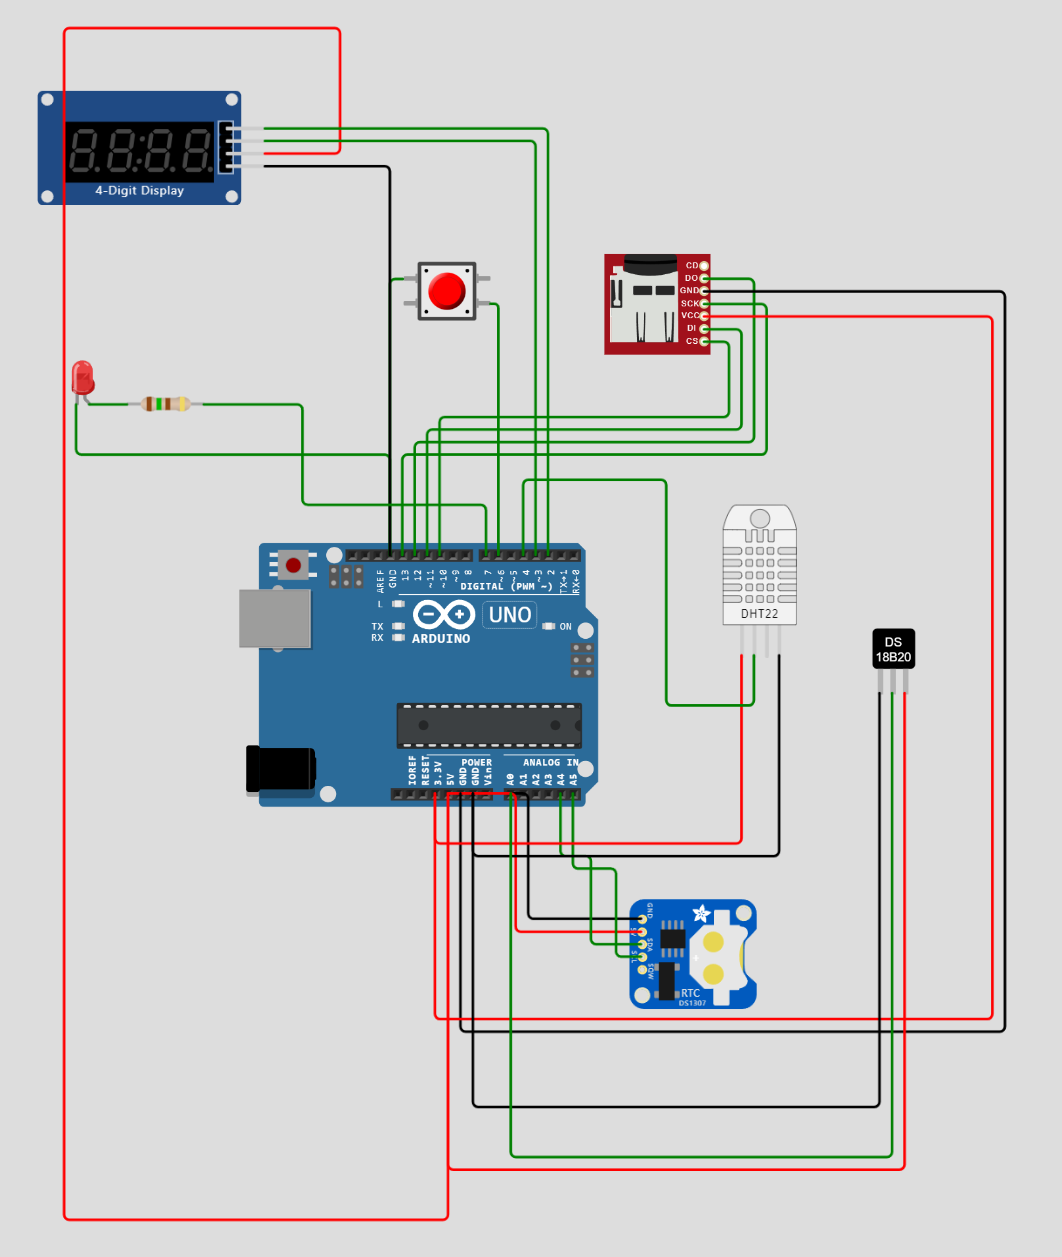 4-Digit Display
CD
DO
GND
SCK
VCC
DI
CS
AREF
GND
13
12
~11
~10
~9
8
7
~6
~5
4
~3
2
TX→1
RX←0
DIGITAL (PWM ~)
L
TX
RX
UNO
ON
ARDUINO
DHT22
DS
18B20
IOREF
RESET
3.3V
5V
GND
GND
Vin
POWER
ANALOG IN
A0
A1
A2
A3
A4
A5
GND
SDA
SQW
RTC
DS1307